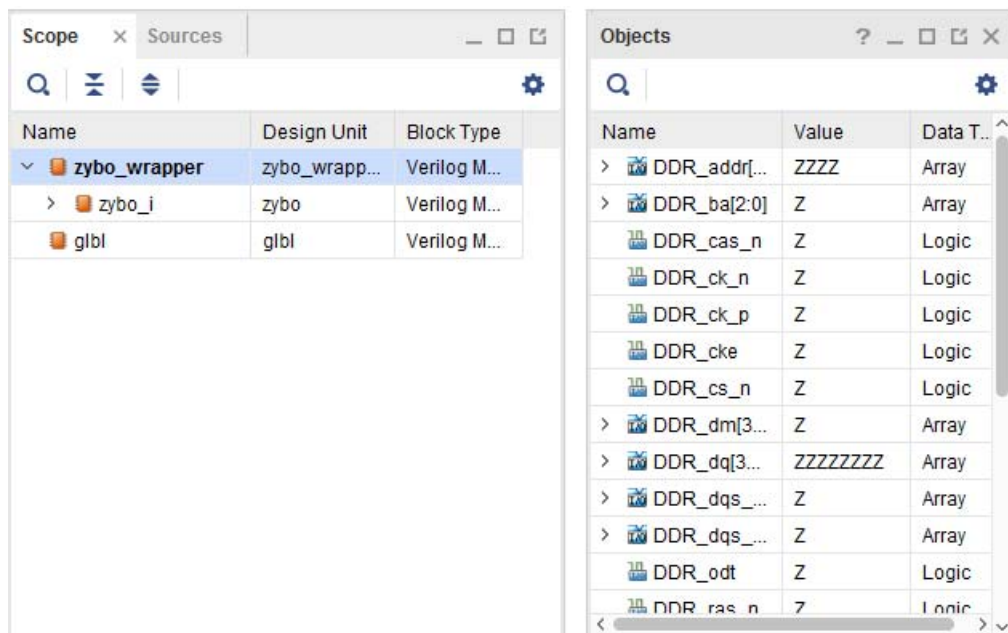 Scope × Sources
Name Design Unit Block Type
zybo_wrapper zybo_wrapp... Verilog M...
zybo_i zybo Verilog M...
glbl glbl Verilog M...
Objects ?
Name Value Data T...
DDR_addr[... ZZZZ Array
DDR_ba[2:0] Z Array
DDR_cas_n Z Logic
DDR_ck_n Z Logic
DDR_ck_p Z Logic
DDR_cke Z Logic
DDR_cs_n Z Logic
DDR_dm[3... Z Array
DDR_dq[3... ZZZZZZZZ Array
DDR_dqs_... Z Array
DDR_dqs_... Z Array
DDR_odt Z Logic
DDR_ras_n Z Logic